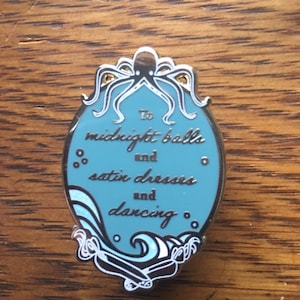 To
midnight balls
and
satin dresses
and
dancing